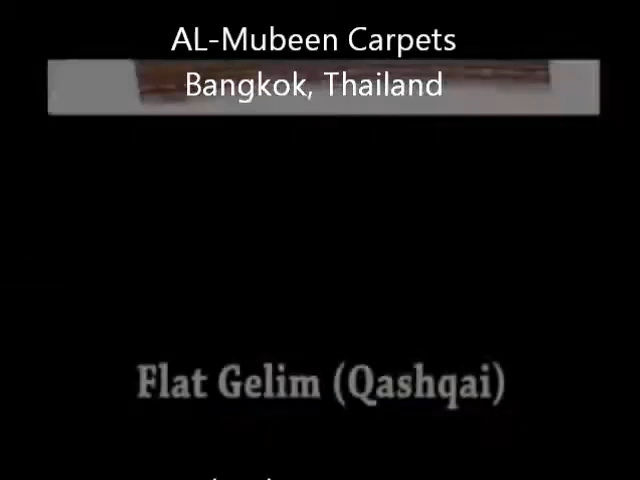 AL-Mubeen Carpets
Bangkok, Thailand
Flat Gelim (Qashqai)